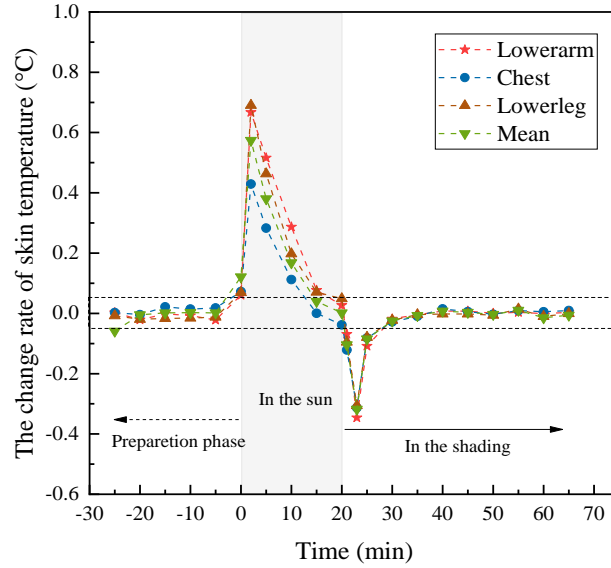 The change rate of skin temperature (°C)
1.0
0.8
0.6
0.4
0.2
0.0
-0.2
-0.4
-0.6
Lowerarm
Chest
Lowerleg
Mean
In the sun
Preparetion phase
In the shading
-30 -20 -10 0 10 20 30 40 50 60 70
Time (min)